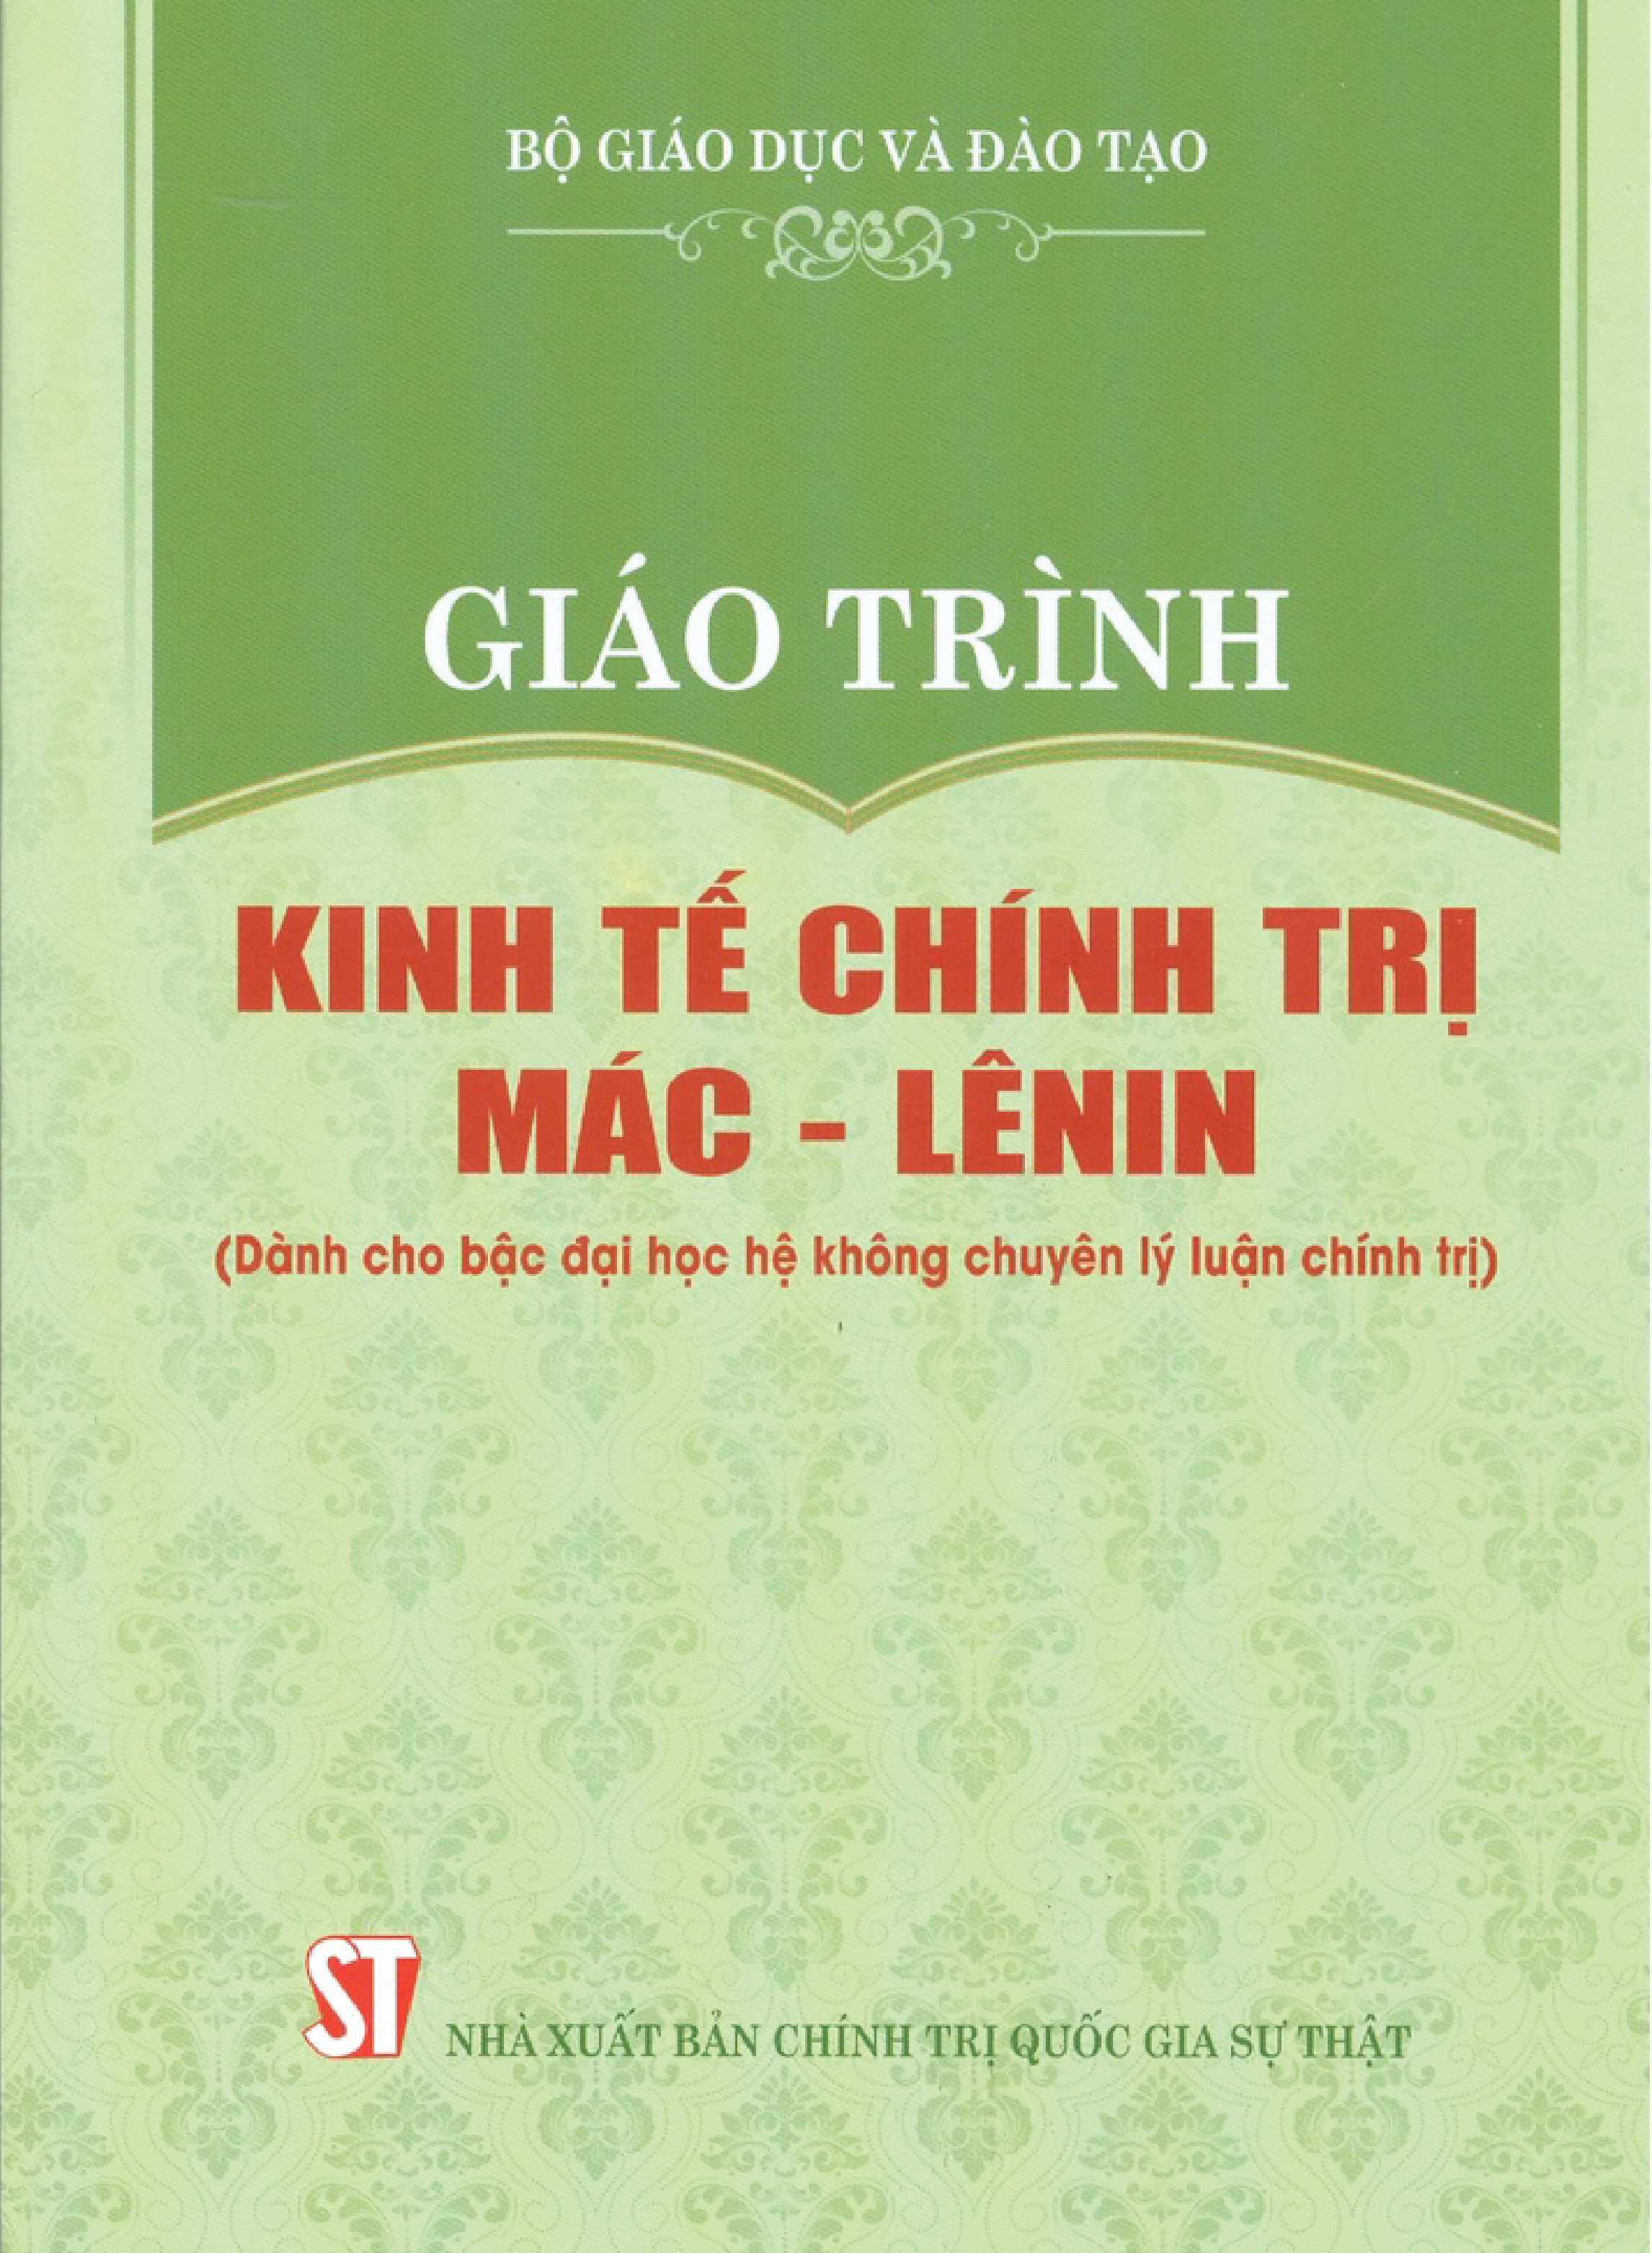 BỘ GIÁO DỤC VÀ ĐÀO TẠO
GIÁO TRÌNH
KINH TẾ CHÍNH TRỊ
MÁC - LÊNIN
(Dành cho bậc đại học hệ không chuyên lý luận chính trị)
ST
NHÀ XUẤT BẢN CHÍNH TRỊ QUỐC GIA SỰ THẬT